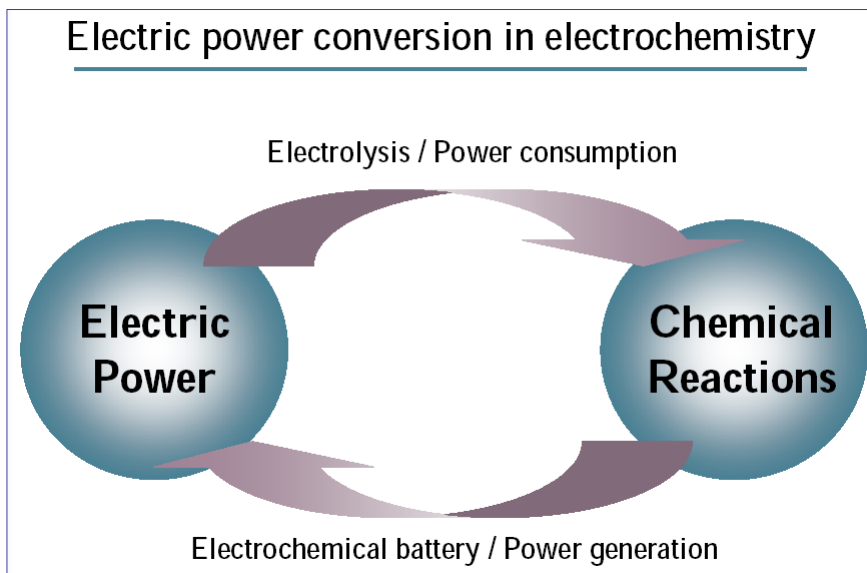 Electric power conversion in electrochemistry
Electrolysis / Power consumption
Electric
Power
Chemical
Reactions
Electrochemical battery / Power generation